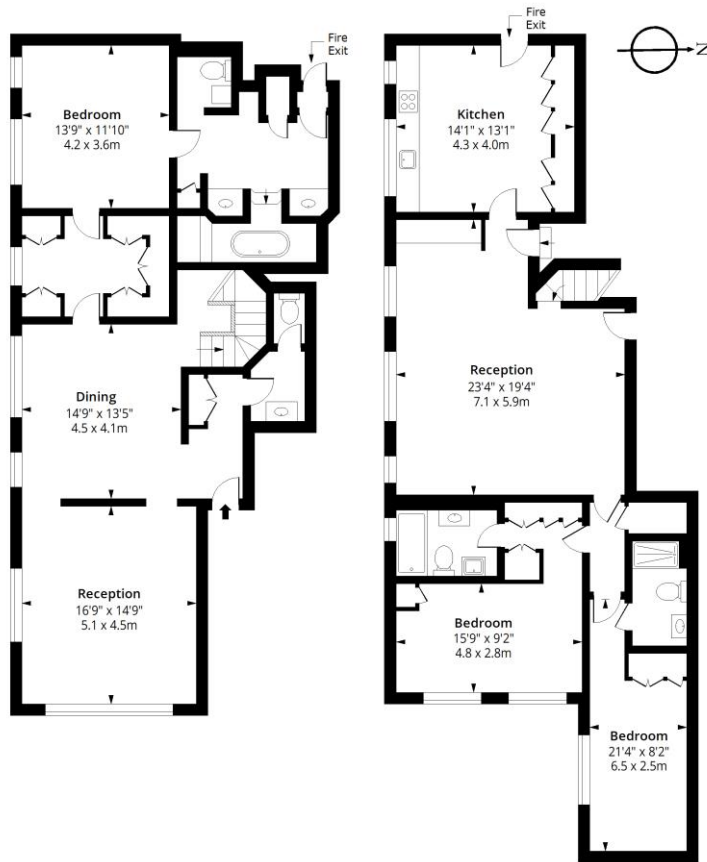 Fire
Exit
Bedroom
13'9" x 11'10"
4.2 x 3.6m
Dining
14'9" x 13'5"
4.5 x 4.1m
Reception
16'9" x 14'9"
5.1 x 4.5m
Fire
Exit
N
Kitchen
14'1" x 13'1"
4.3 x 4.0m
Reception
23'4" x 19'4"
7.1 x 5.9m
Bedroom
15'9" x 9'2"
4.8 x 2.8m
Bedroom
21'4" x 8'2"
6.5 x 2.5m